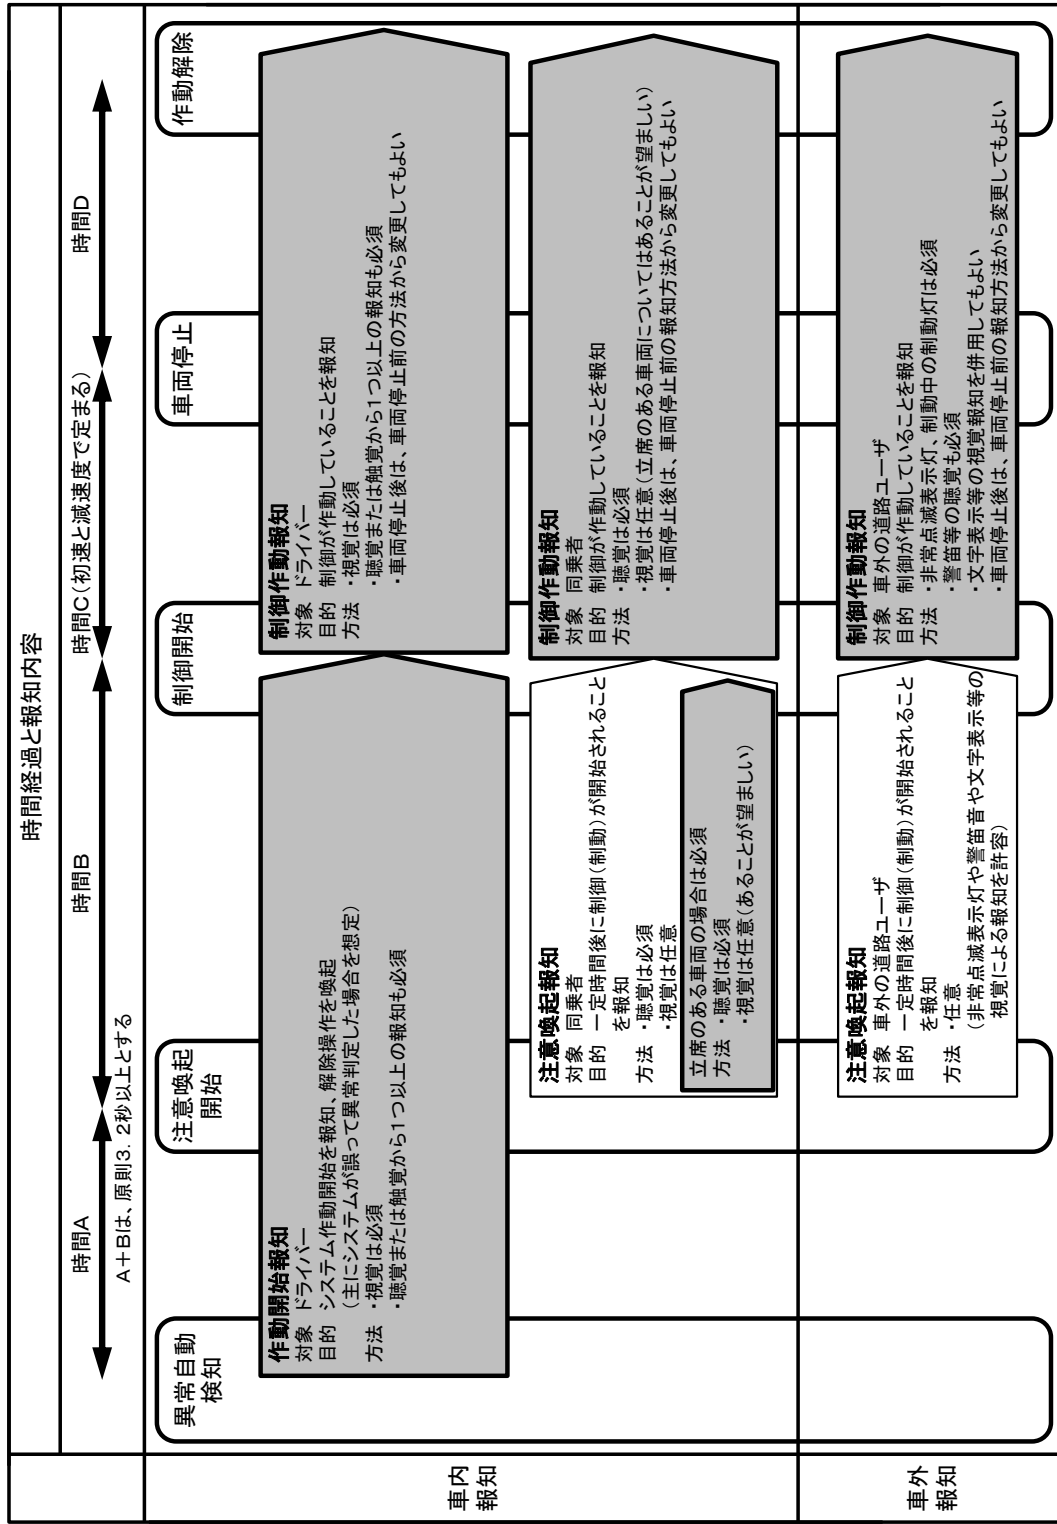 時間経過と報知内容
時間A
時間B
時間C(初速と減速度で定まる)
時間D
A+Bは、原則3.2秒以上とする
異常自動
検知
注意喚起
開始
制御開始
車両停止
作動解除
車内
報知
作動開始報知
対象 ドライバー
目的 システム作動開始を報知、解除操作を喚起
(主にシステムが誤って異常判定した場合を想定)
方法 ・視覚は必須
・聴覚または触覚から1つ以上の報知も必須
制御作動報知
対象 ドライバー
目的 制御が作動していることを報知
方法 ・視覚は必須
・聴覚または触覚から1つ以上の報知も必須
・車両停止後は、車両停止前の方法から変更してもよい
注意喚起報知
対象 同乗者
目的 一定時間後に制御(制動)が開始されること
を報知
方法 ・聴覚は必須
・視覚は任意
立席のある車両の場合は必須
方法 ・聴覚は必須
・視覚は任意(あることが望ましい)
制御作動報知
対象 同乗者
目的 制御が作動していることを報知
方法 ・聴覚は必須
・視覚は任意(立席のある車両についてはあることが望ましい)
・車両停止後は、車両停止前の報知方法から変更してもよい
車外
報知
注意喚起報知
対象 車外の道路ユーザ
目的 一定時間後に制御(制動)が開始されること
を報知
方法 ・任意
(非常点滅表示灯や警笛音や文字表示等の
視覚による報知を許容)
制御作動報知
対象 車外の道路ユーザ
目的 制御が作動していることを報知
方法 ・非常点滅表示灯、制動中の制動灯は必須
・警笛等の聴覚も必須
・文字表示等の視覚報知を併用してもよい
・車両停止後は、車両停止前の報知方法から変更してもよい